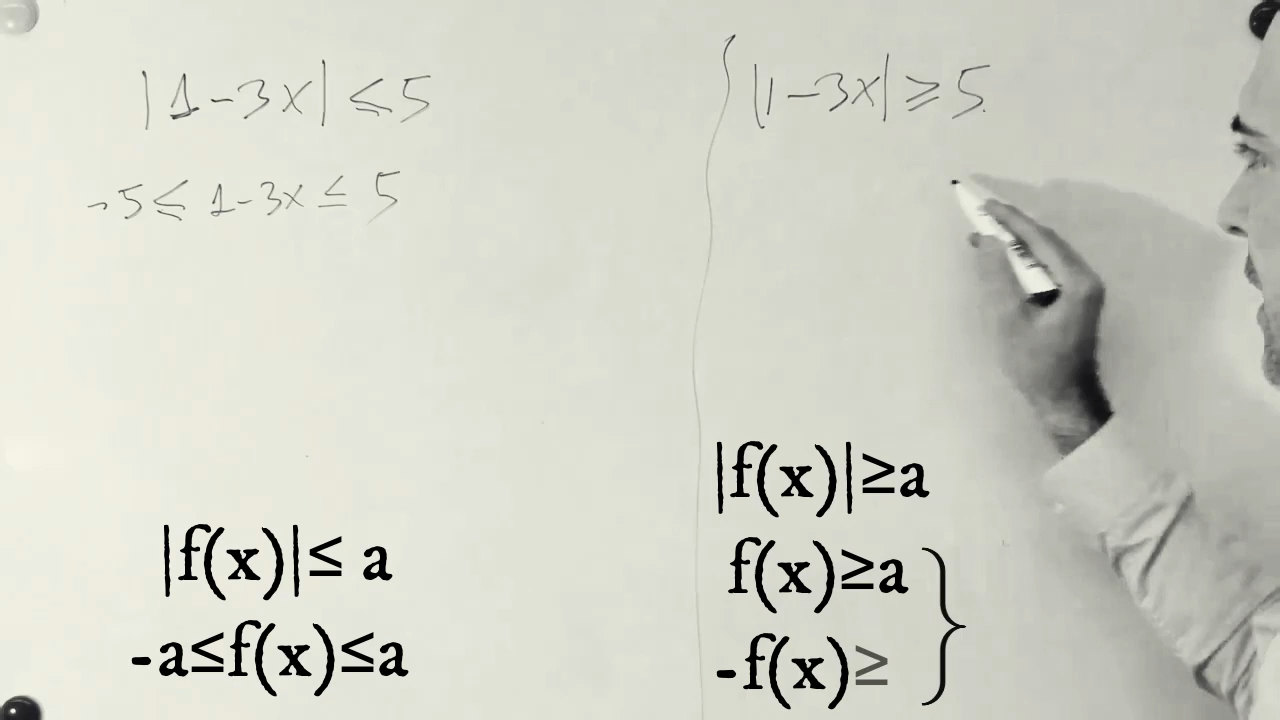 |1-3x| ≤ 5
-5 ≤ 1-3x ≤ 5
|f(x)|≤ a
-a≤f(x)≤a
|1-3x| ≥ 5.
|f(x)|≥a
f(x)≥a
-f(x)≥